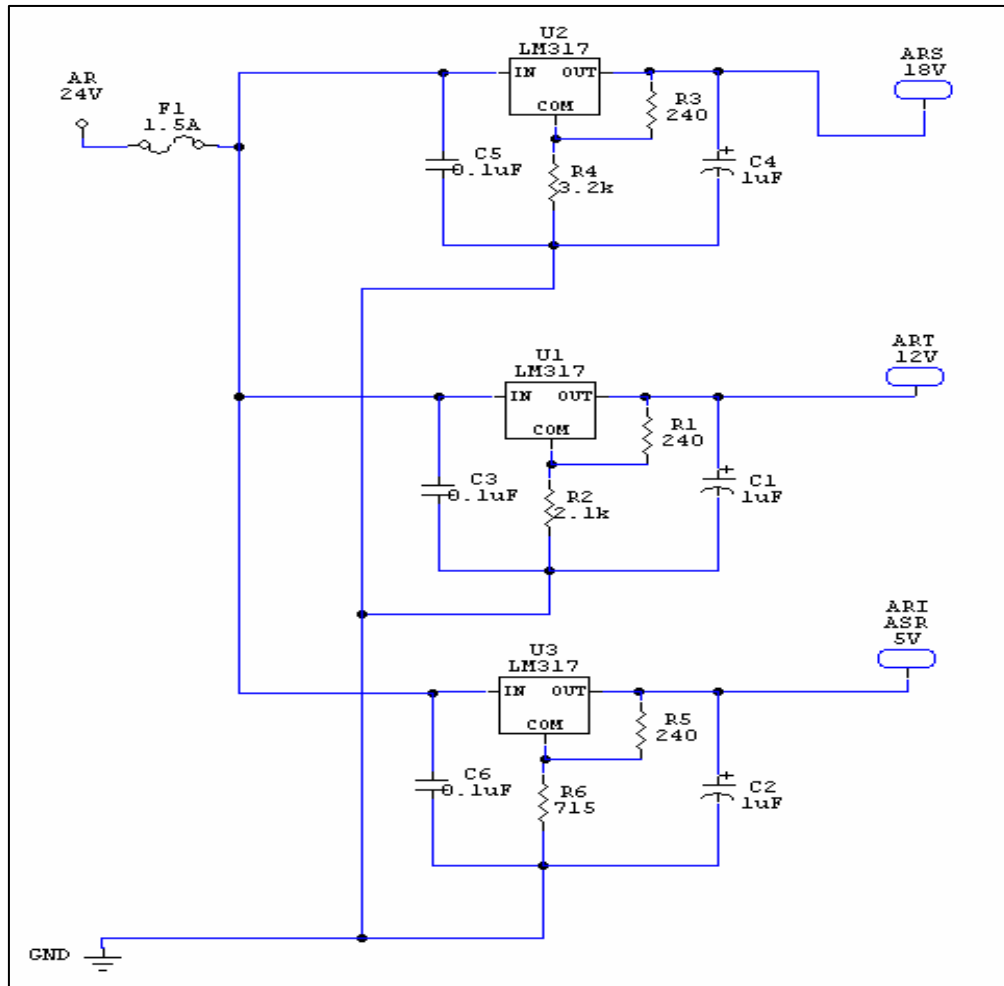 AR
24V
F1
1.5A
U2
LM317
IN OUT
COM
R3
240
C5
0.1uF
R4
3.2k
C4
1uF
ARS
18V
U1
LM317
IN OUT
COM
R1
240
C3
0.1uF
R2
2.1k
C1
1uF
ART
12V
U3
LM317
IN OUT
COM
R5
240
C6
0.1uF
R6
715
C2
1uF
ARI
ASR
5V
GND